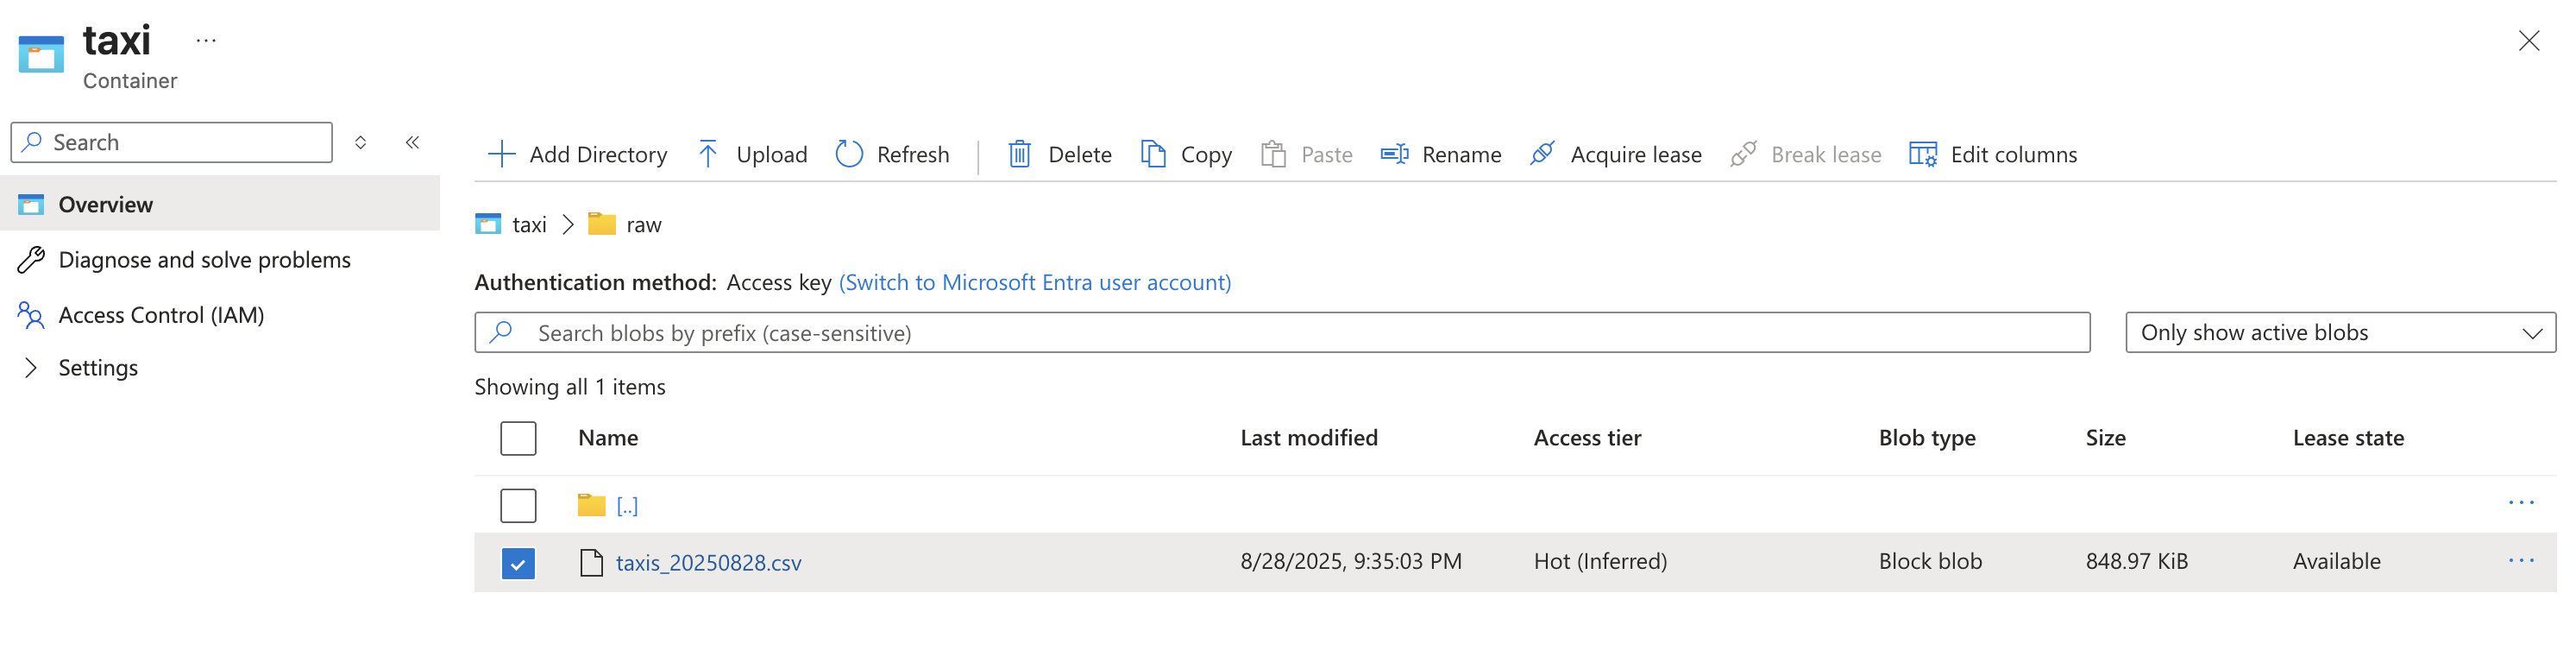 taxi ...
Container
Search
Overview
Diagnose and solve problems
Access Control (IAM)
Settings
Add Directory Upload Refresh Delete Copy Paste Rename Acquire lease Break lease Edit columns
taxi > raw
Authentication method: Access key (Switch to Microsoft Entra user account)
Search blobs by prefix (case-sensitive) Only show active blobs
Showing all 1 items
Name Last modified Access tier Blob type Size Lease state
[..] ...
taxis_20250828.csv 8/28/2025, 9:35:03 PM Hot (Inferred) Block blob 848.97 KiB Available ...